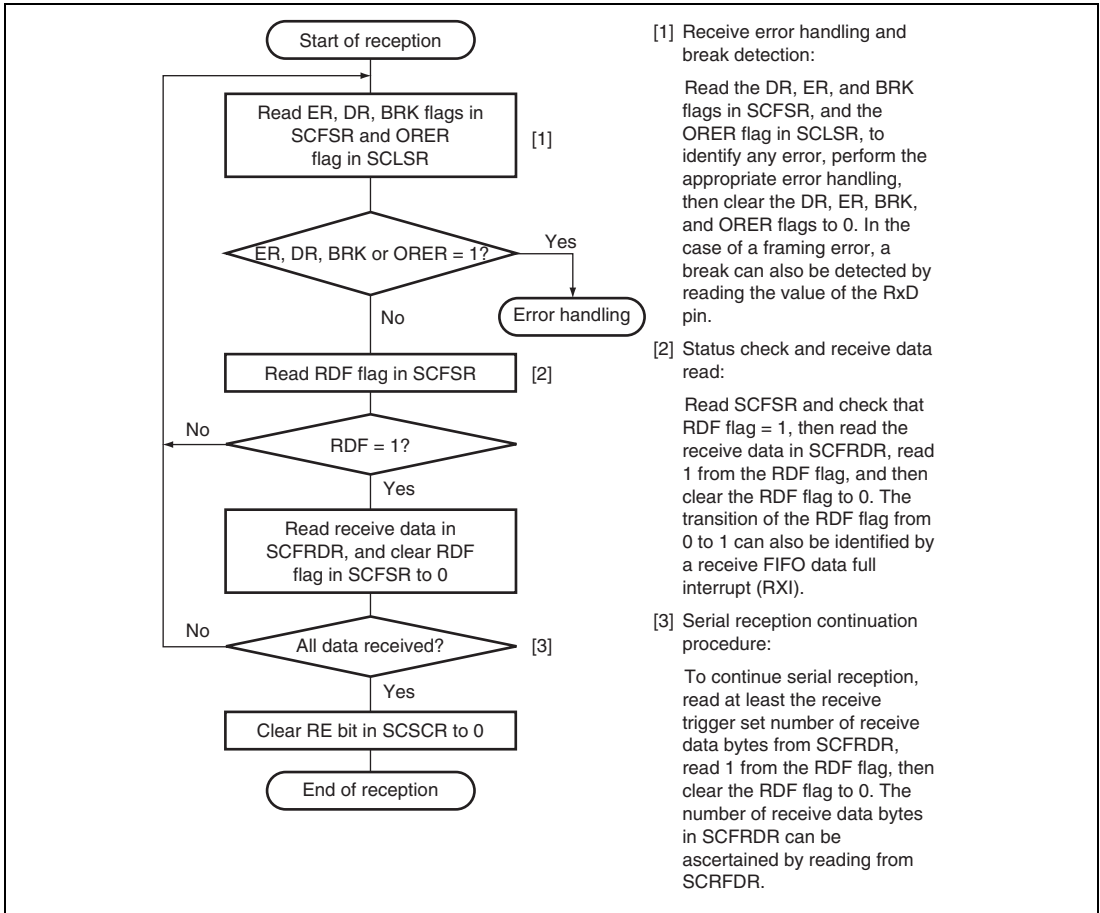 Start of reception
Read ER, DR, BRK flags in
SCFSR and ORER
flag in SCLSR
[1]
ER, DR, BRK or ORER = 1?
Yes
Error handling
No
Read RDF flag in SCFSR
[2]
No
RDF = 1?
Yes
Read receive data in
SCFRDR, and clear RDF
flag in SCFSR to 0
No
All data received?
[3]
Yes
Clear RE bit in SCSCR to 0
End of reception
[1] Receive error handling and
break detection:
Read the DR, ER, and BRK
flags in SCFSR, and the
ORER flag in SCLSR, to
identify any error, perform the
appropriate error handling,
then clear the DR, ER, BRK,
and ORER flags to 0. In the
case of a framing error, a
break can also be detected by
reading the value of the RxD
pin.
[2] Status check and receive data
read:
Read SCFSR and check that
RDF flag = 1, then read the
receive data in SCFRDR, read
1 from the RDF flag, and then
clear the RDF flag to 0. The
transition of the RDF flag from
0 to 1 can also be identified by
a receive FIFO data full
interrupt (RXI).
[3] Serial reception continuation
procedure:
To continue serial reception,
read at least the receive
trigger set number of receive
data bytes from SCFRDR,
read 1 from the RDF flag, then
clear the RDF flag to 0. The
number of receive data bytes
in SCFRDR can be
ascertained by reading from
SCRFDR.